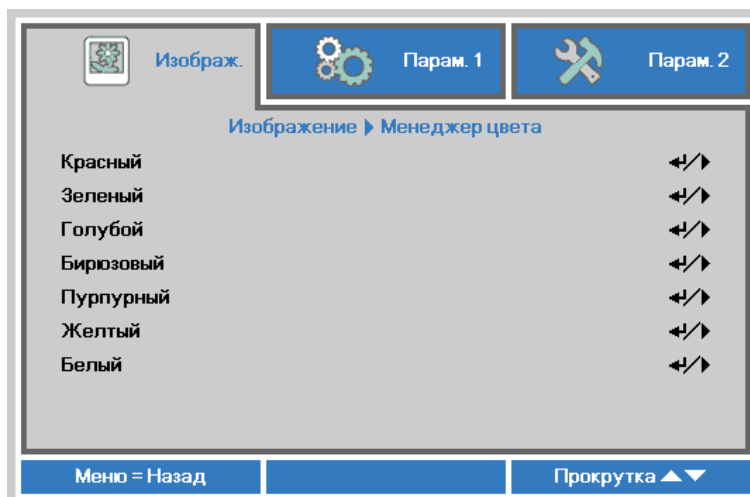 Изображ.
Парам. 1
Парам. 2
Изображение ▶ Менеджер цвета
Красный ↵/▶
Зеленый ↵/▶
Голубой ↵/▶
Бирюзовый ↵/▶
Пурпурный ↵/▶
Желтый ↵/▶
Белый ↵/▶
Меню = Назад
Прокрутка ▲▼